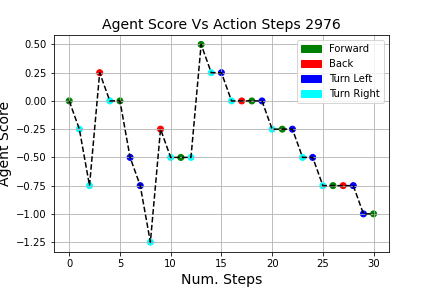 Agent Score Vs Action Steps 2976
Forward
Back
Turn Left
Turn Right
0.50
0.25
0.00
−0.25
−0.50
−0.75
−1.00
−1.25
Agent Score
0 5 10 15 20 25 30
Num. Steps